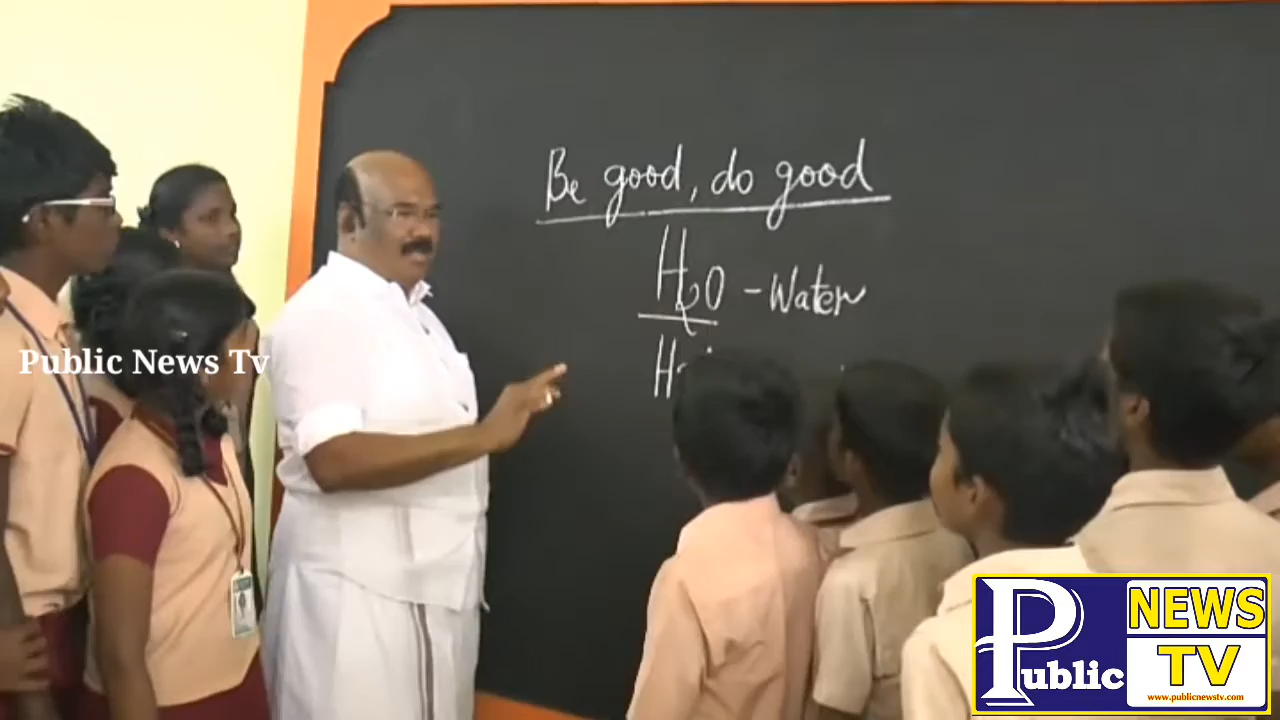 Be good, do good
H2O - Water
Public News Tv
Public NEWS TV
www.publicnewstv.com